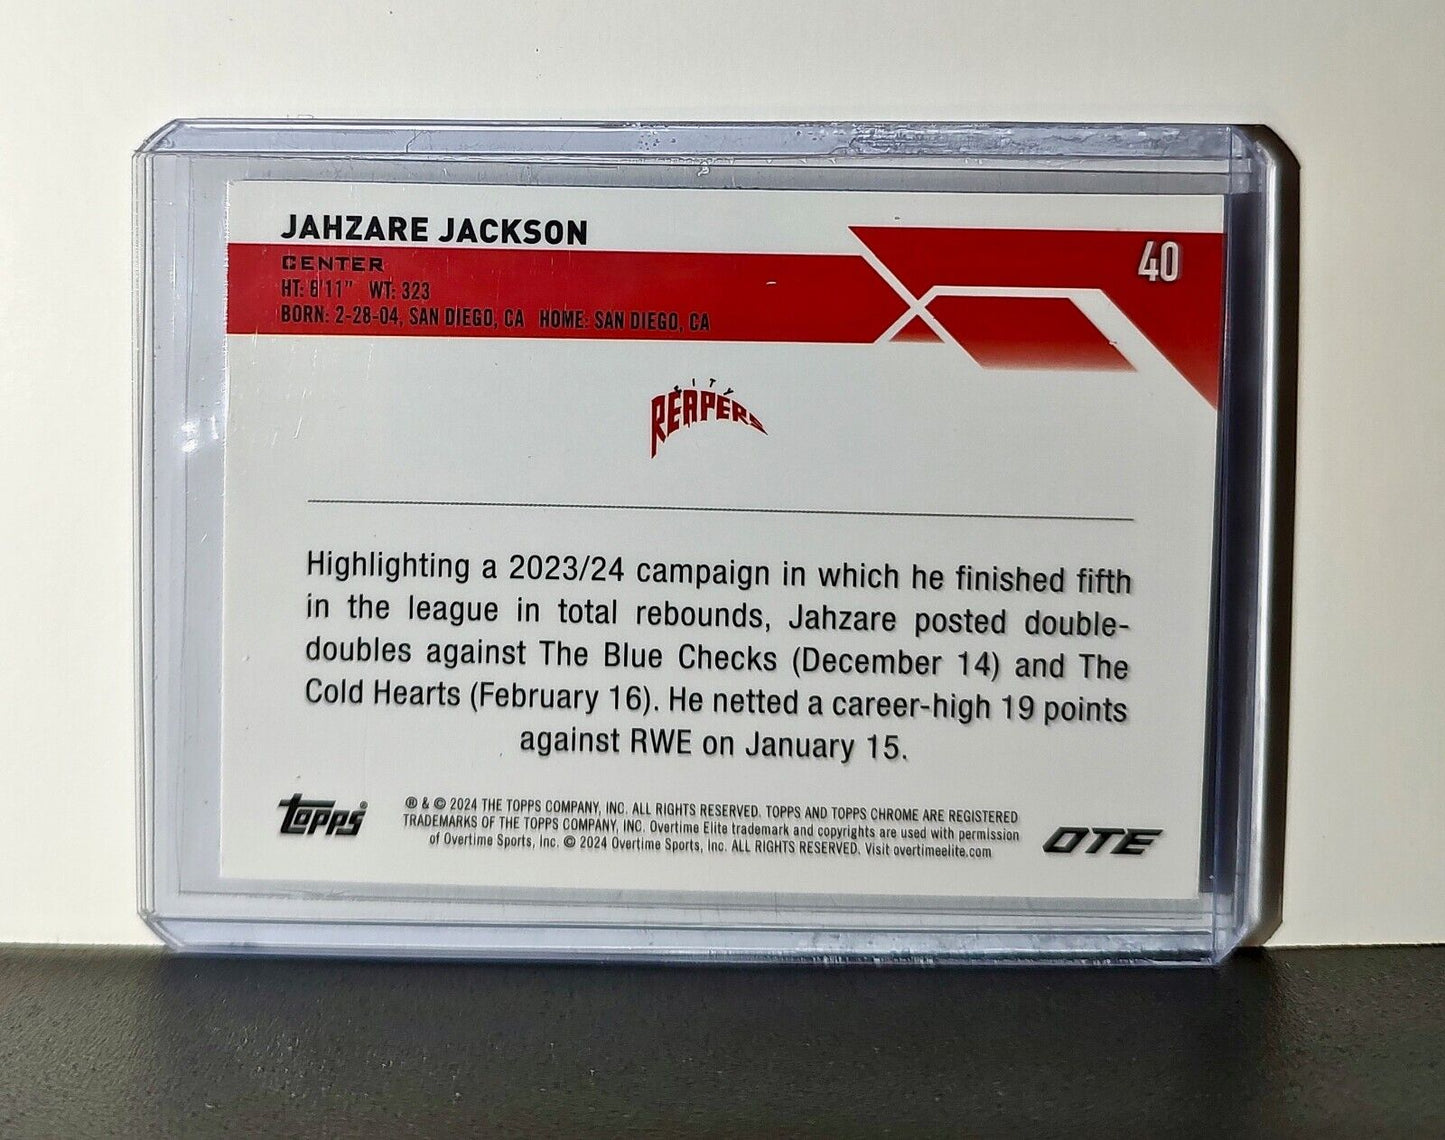 JAHZARE JACKSON
40
CENTER
HT: 6'11" WT: 323
BORN: 2-28-04, SAN DIEGO, CA HOME: SAN DIEGO, CA
CITY
REAPERS
Highlighting a 2023/24 campaign in which he finished fifth
in the league in total rebounds, Jahzare posted double-
doubles against The Blue Checks (December 14) and The
Cold Hearts (February 16). He netted a career-high 19 points
against RWE on January 15.
topps®
® & © 2024 THE TOPPS COMPANY, INC. ALL RIGHTS RESERVED. TOPPS AND TOPPS CHROME ARE REGISTERED
TRADEMARKS OF THE TOPPS COMPANY, INC. Overtime Elite trademark and copyrights are used with permission
of Overtime Sports, Inc. © 2024 Overtime Sports, Inc. ALL RIGHTS RESERVED. Visit overtimeelite.com
OTE